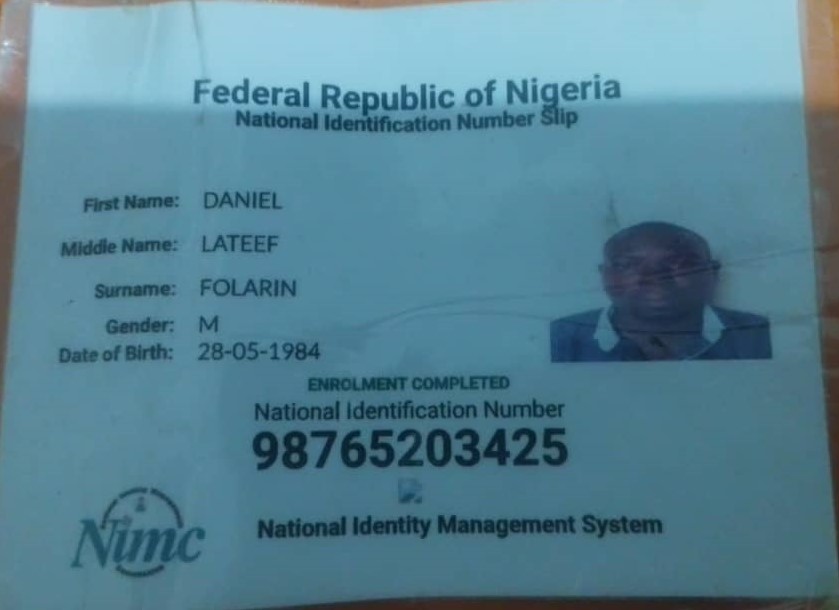 Federal Republic of Nigeria
National Identification Number Slip
First Name: DANIEL
Middle Name: LATEEF
Surname: FOLARIN
Gender: M
Date of Birth: 28-05-1984
ENROLMENT COMPLETED
National Identification Number
98765203425
Nimc
National Identity Management System